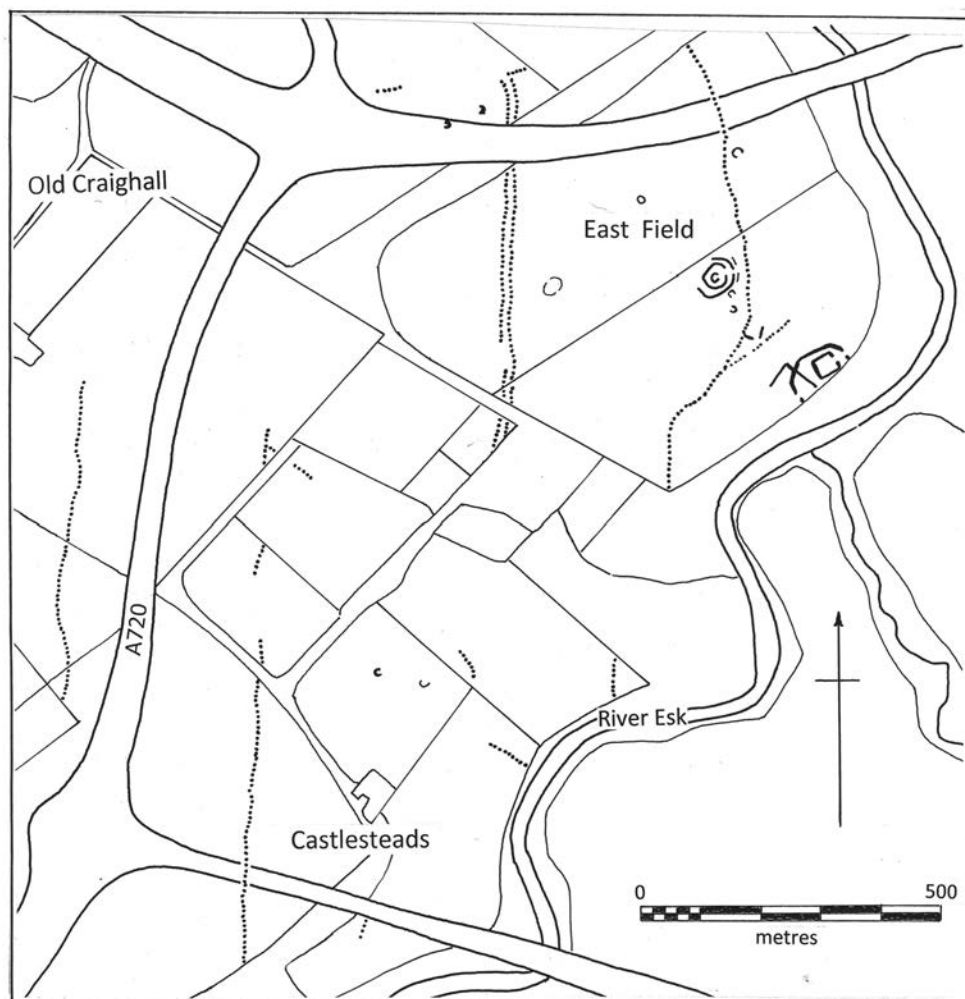 Old Craighall
East Field
A720
River Esk
Castlesteads
0 500
metres